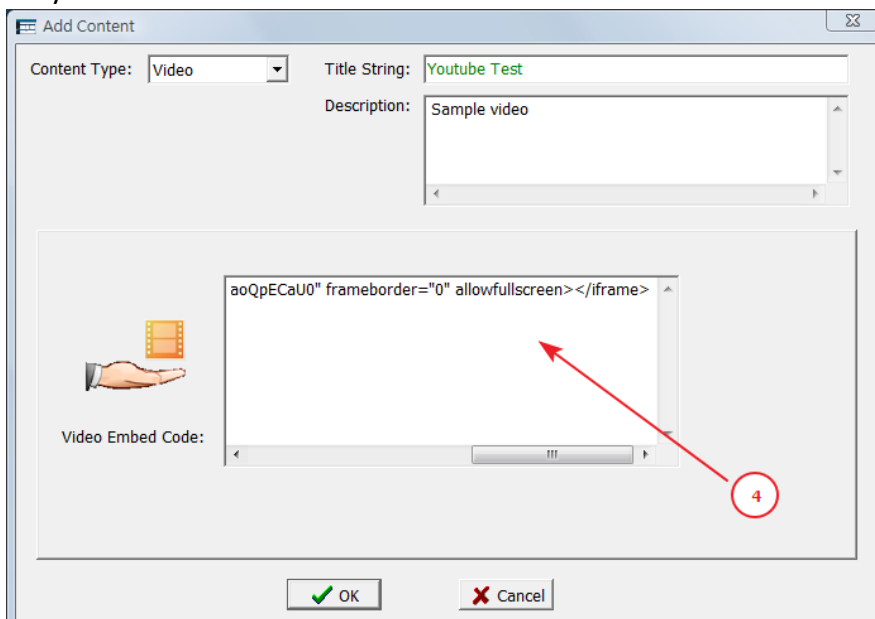 Add Content
Content Type: Video Title String: Youtube Test
Description: Sample video
aoQpECaU0" frameborder="0" allowfullscreen></iframe>
Video Embed Code:
4
OK Cancel